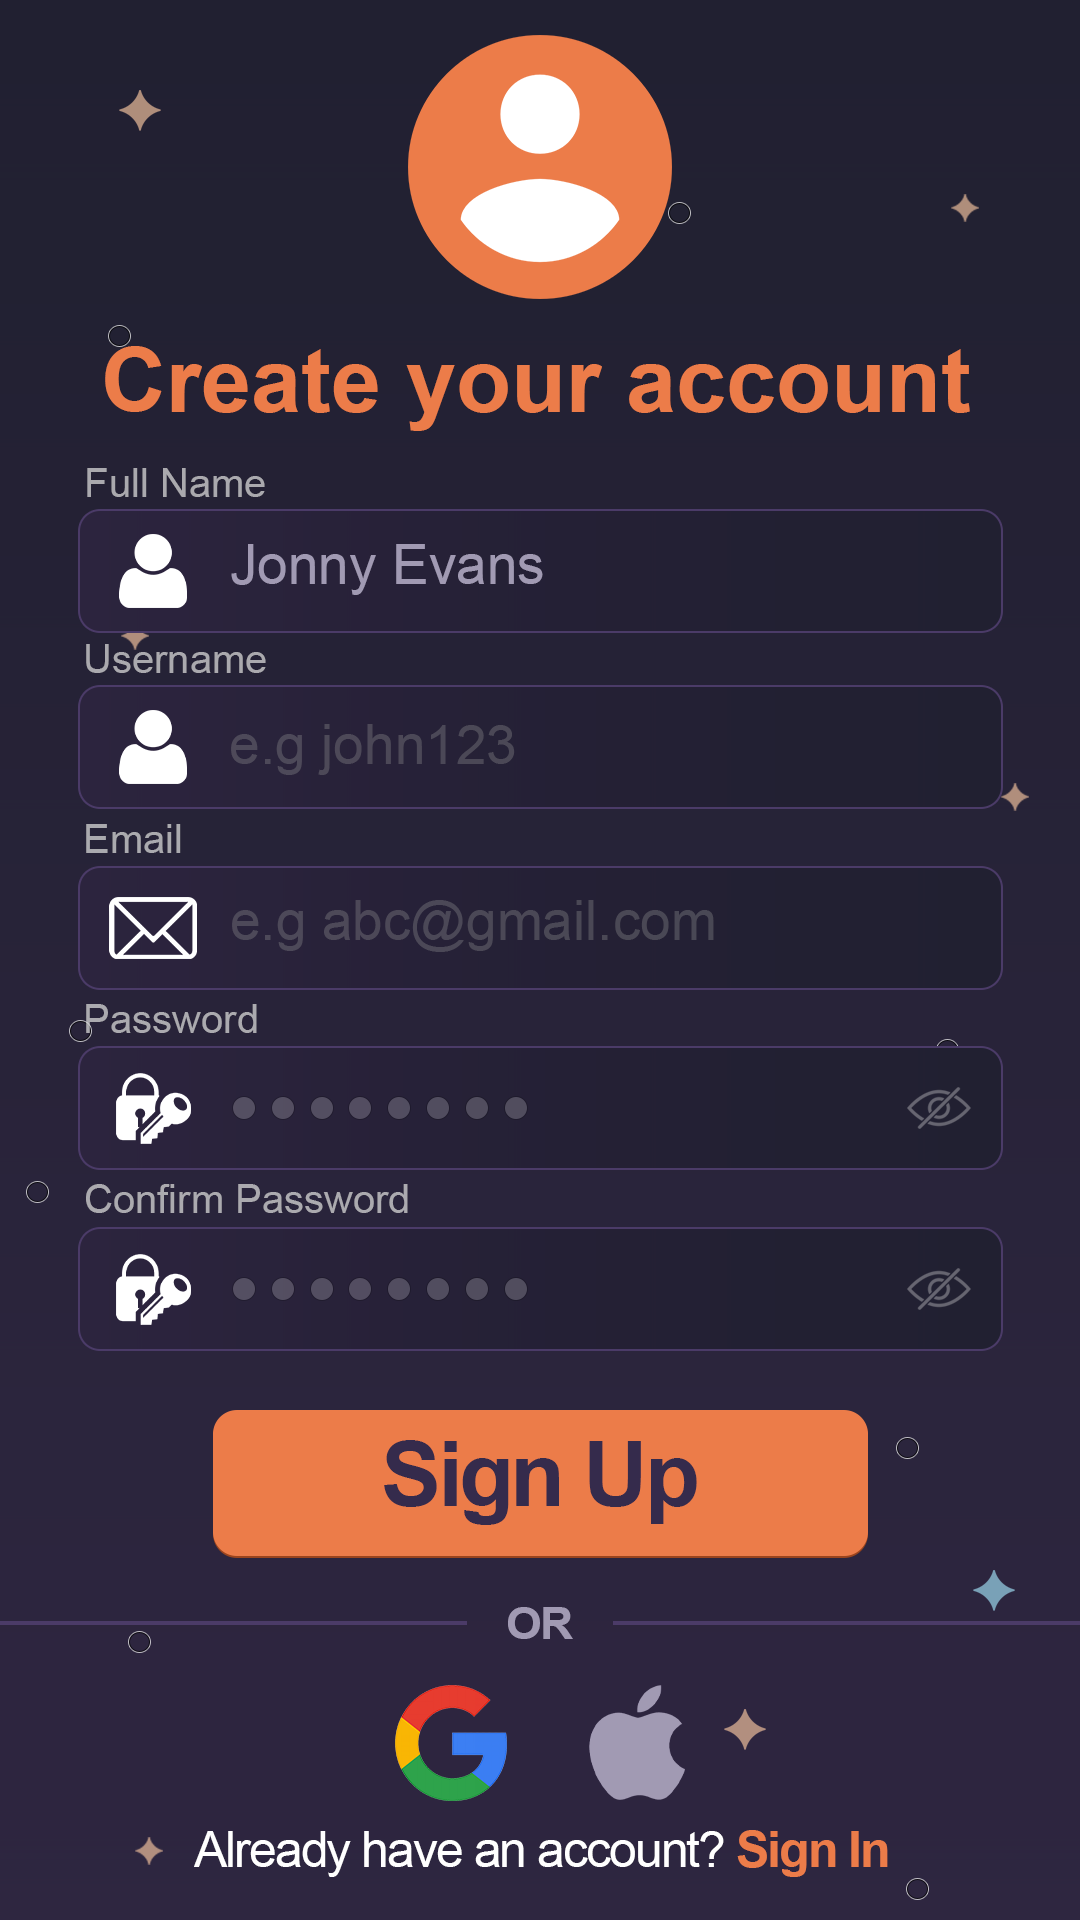 Create your account
Full Name
Jonny Evans
Username
e.g john123
Email
e.g abc@gmail.com
Password
Confirm Password
Sign Up
OR
Already have an account? Sign In